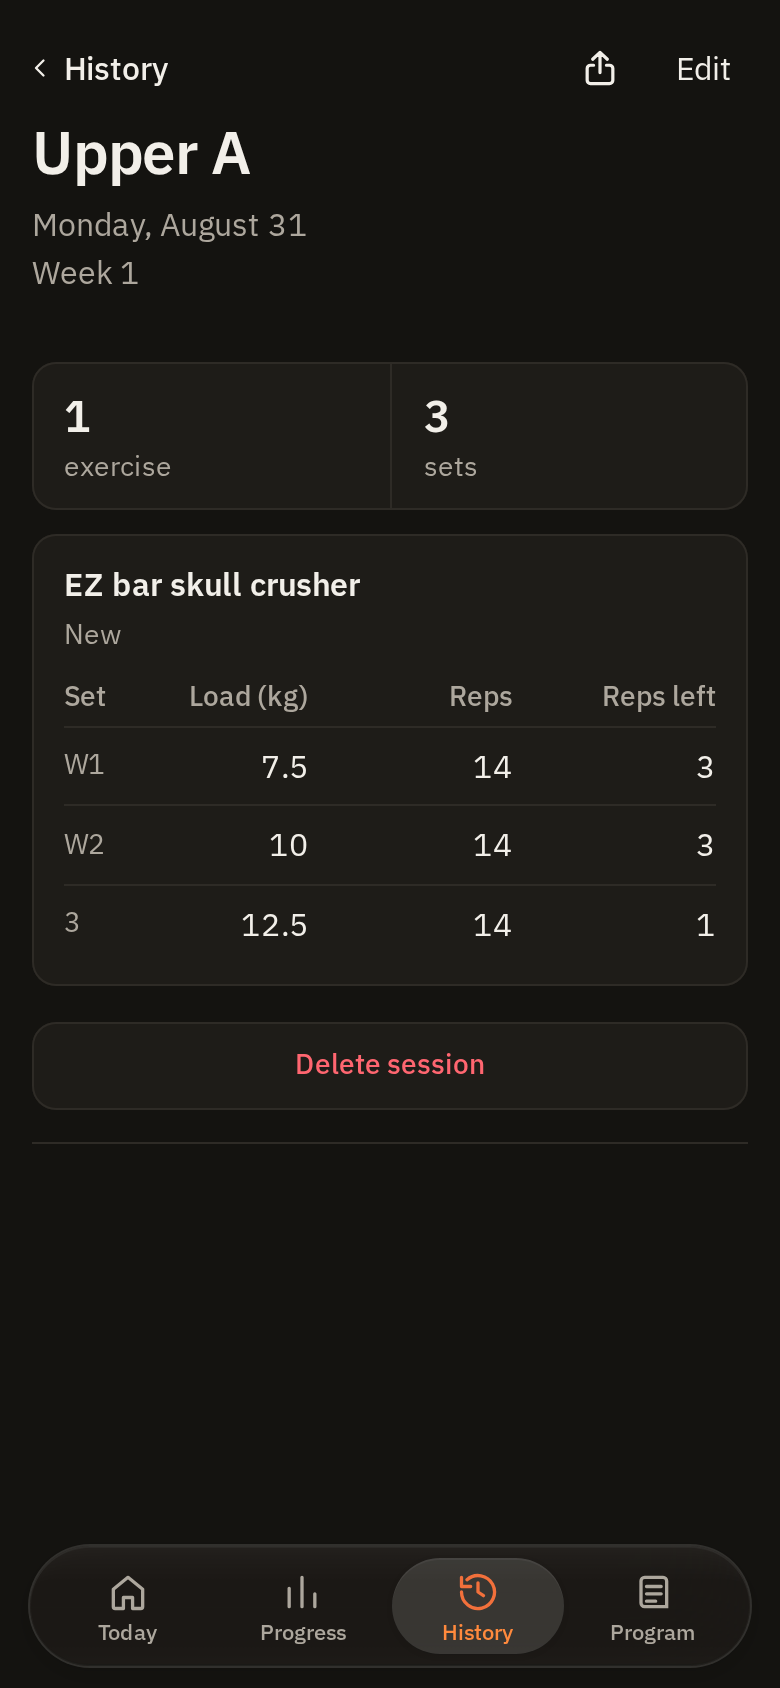 History
Edit
Upper A
Monday, August 31
Week 1
1
exercise
3
sets
EZ bar skull crusher
New
Set Load (kg) Reps Reps left
W1 7.5 14 3
W2 10 14 3
3 12.5 14 1
Delete session
Today
Progress
History
Program